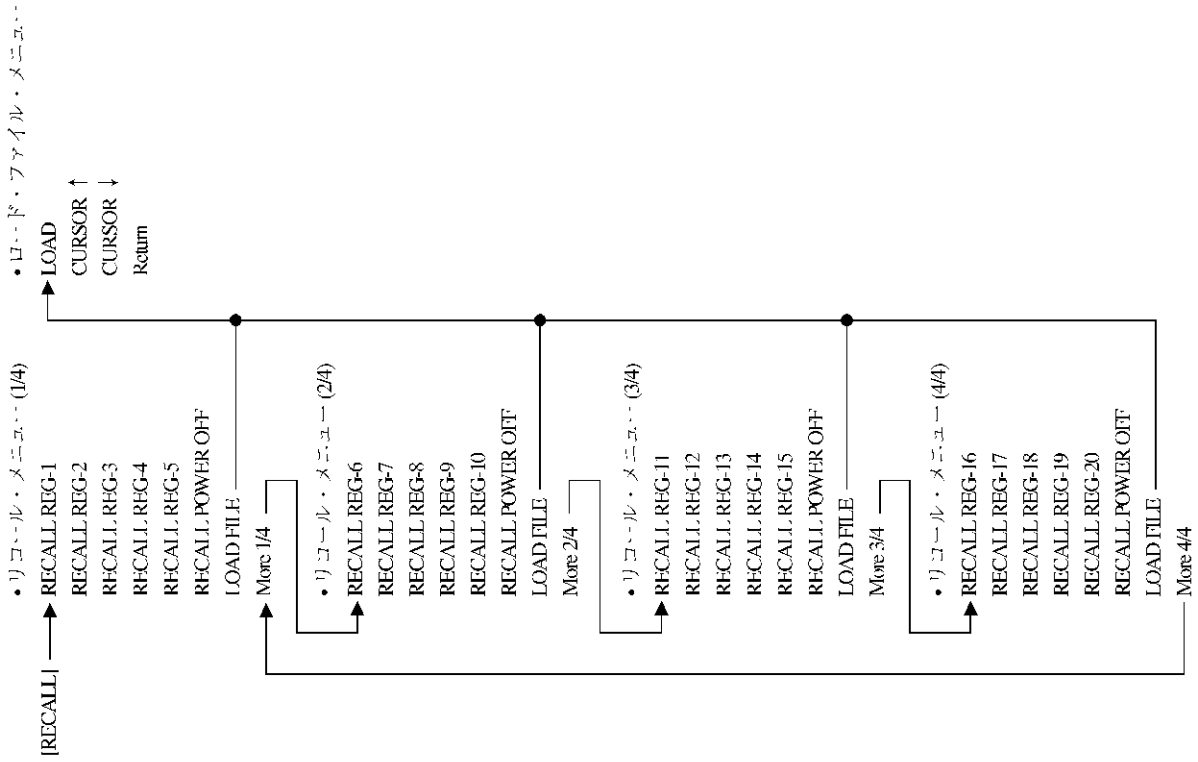 [RECALL]
• リコール・メニュー (1/4)
RECALL REG-1
RECALL REG-2
RECALL REG-3
RECALL REG-4
RECALL REG-5
RECALL POWER OFF
LOAD FILE
More 1/4
• リコール・メニュー (2/4)
RECALL REG-6
RECALL REG-7
RECALL REG-8
RECALL REG-9
RECALL REG-10
RECALL POWER OFF
LOAD FILE
More 2/4
• リコール・メニュー (3/4)
RECALL REG-11
RECALL REG-12
RECALL REG-13
RECALL REG-14
RECALL REG-15
RECALL POWER OFF
LOAD FILE
More 3/4
• リコール・メニュー (4/4)
RECALL REG-16
RECALL REG-17
RECALL REG-18
RECALL REG-19
RECALL REG-20
RECALL POWER OFF
LOAD FILE
More 4/4
• ロード・ファイル・メニュー
LOAD
CURSOR ↑
CURSOR ↓
Return